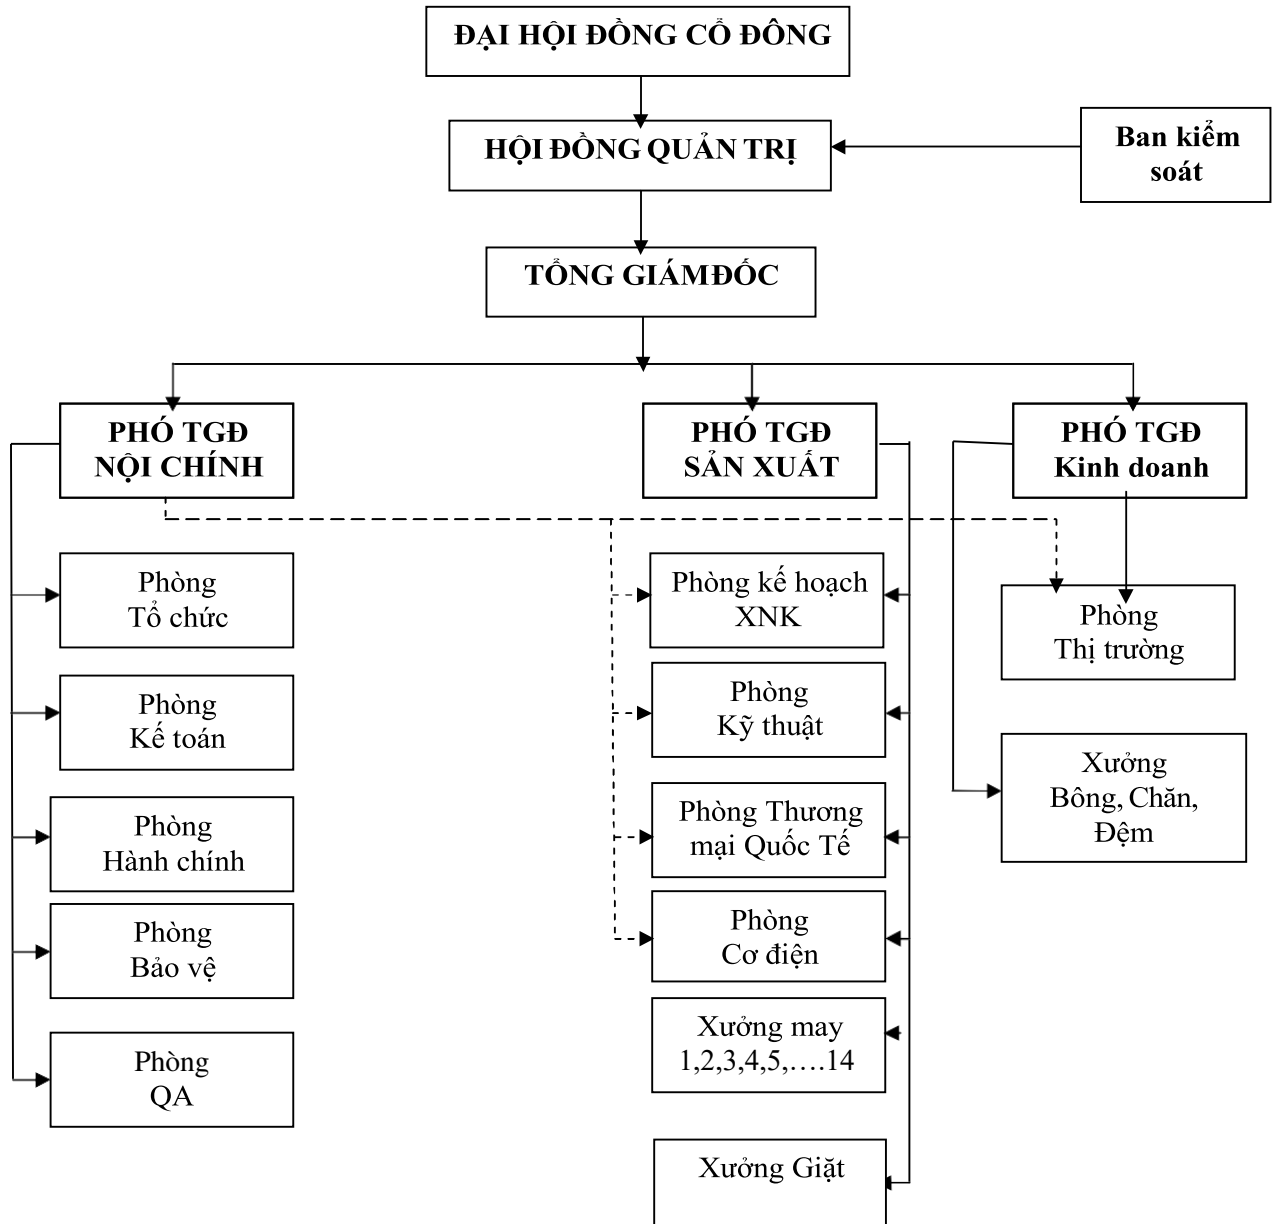 ĐẠI HỘI ĐỒNG CỔ ĐÔNG
HỘI ĐỒNG QUẢN TRỊ
Ban kiểm
soát
TỔNG GIÁM ĐỐC
PHÓ TGĐ
NỘI CHÍNH
PHÓ TGĐ
SẢN XUẤT
PHÓ TGĐ
Kinh doanh
Phòng
Tổ chức
Phòng
Kế toán
Phòng
Hành chính
Phòng
Bảo vệ
Phòng
QA
Phòng kế hoạch
XNK
Phòng
Kỹ thuật
Phòng Thương
mại Quốc Tế
Phòng
Cơ điện
Xưởng may
1,2,3,4,5,….14
Xưởng Giặt
Phòng
Thị trường
Xưởng
Bông, Chăn,
Đệm